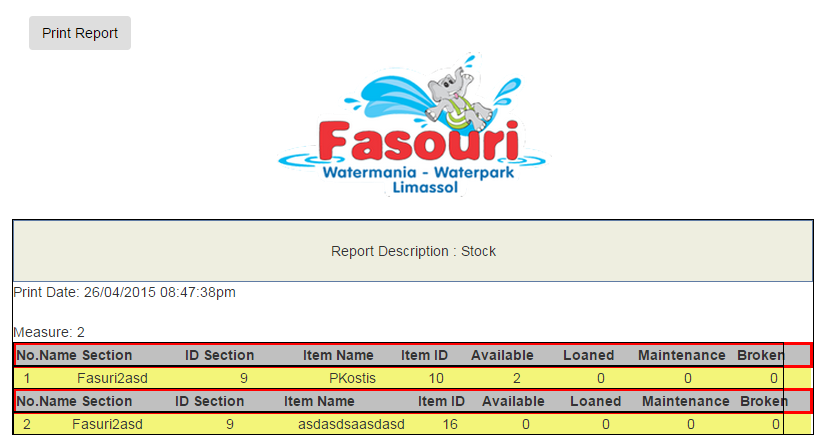 Print Report
Fasouri
Watermania - Waterpark
Limassol
Report Description : Stock
Print Date: 26/04/2015 08:47:38pm
Measure: 2
No.Name Section ID Section Item Name Item ID Available Loaned Maintenance Broken
1 Fasuri2asd 9 PKostis 10 2 0 0 0
No.Name Section ID Section Item Name Item ID Available Loaned Maintenance Broken
2 Fasuri2asd 9 asdasdsaasdasd 16 0 0 0 0